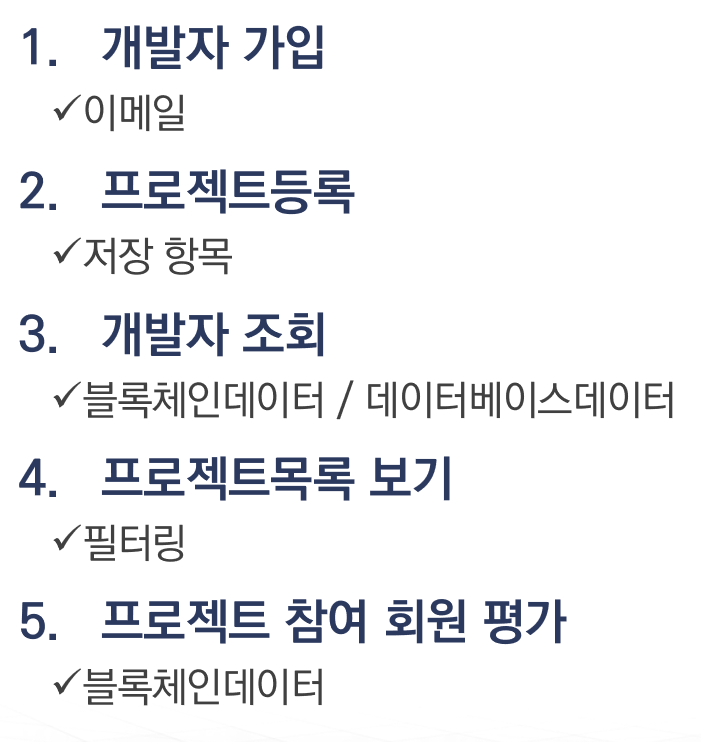 1. 개발자 가입
✓이메일
2. 프로젝트등록
✓저장 항목
3. 개발자 조회
✓블록체인데이터 / 데이터베이스데이터
4. 프로젝트목록 보기
✓필터링
5. 프로젝트 참여 회원 평가
✓블록체인데이터